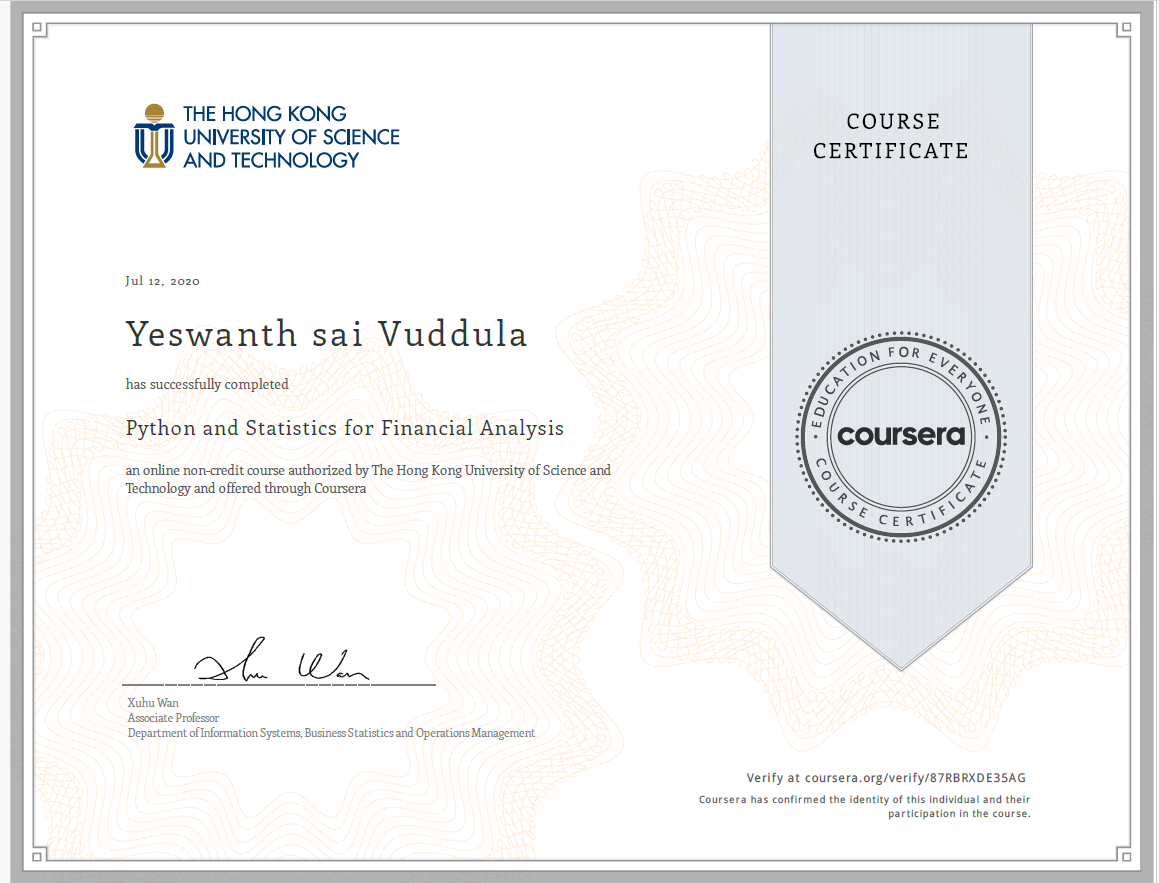 THE HONG KONG
UNIVERSITY OF SCIENCE
AND TECHNOLOGY
COURSE
CERTIFICATE
Jul 12, 2020
Yeswanth sai Vuddula
has successfully completed
Python and Statistics for Financial Analysis
an online non-credit course authorized by The Hong Kong University of Science and
Technology and offered through Coursera
EDUCATION FOR EVERYONE
coursera
COURSE CERTIFICATE
Shu Wan
Xuhu Wan
Associate Professor
Department of Information Systems, Business Statistics and Operations Management
Verify at coursera.org/verify/87RBRXDE35AG
Coursera has confirmed the identity of this individual and their
participation in the course.